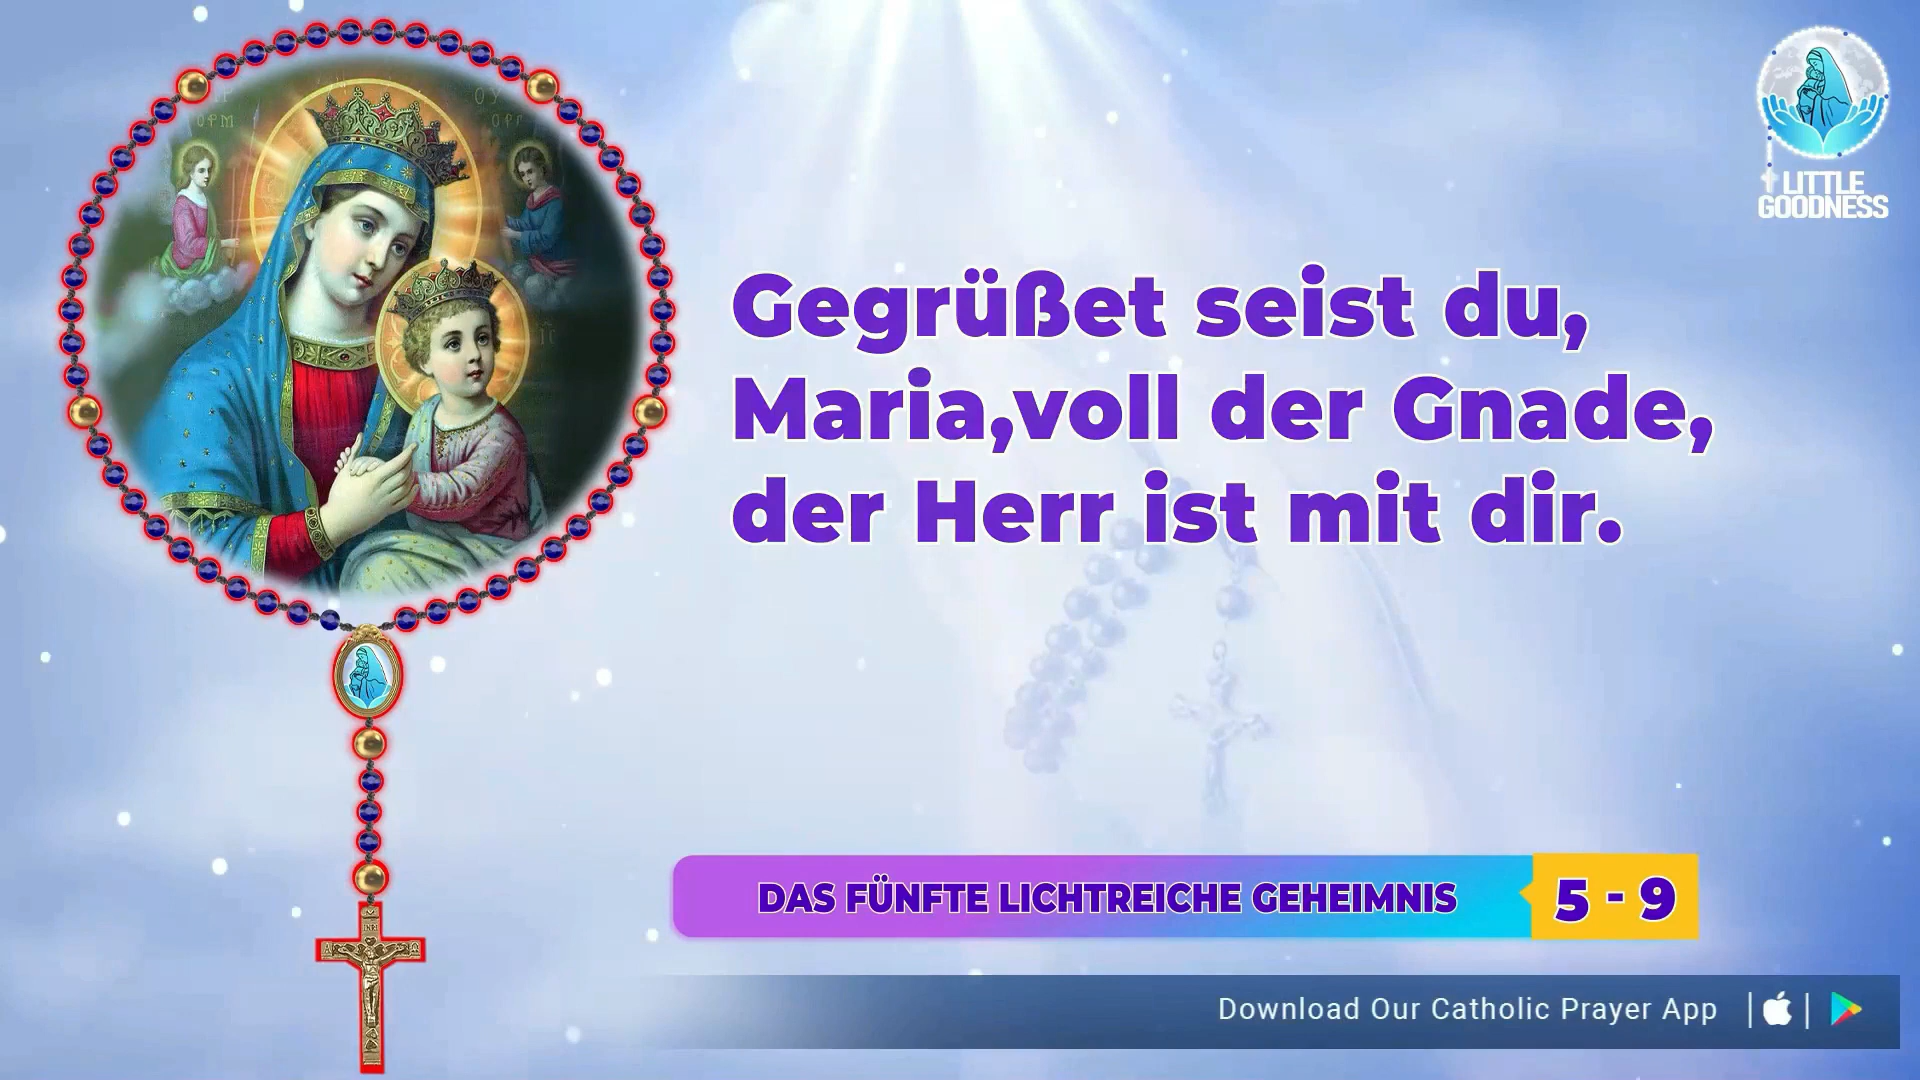 LITTLE
GOODNESS
Gegrüßet seist du,
Maria,voll der Gnade,
der Herr ist mit dir.
DAS FÜNFTE LICHTREICHE GEHEIMNIS
5 - 9
Download Our Catholic Prayer App
INRI